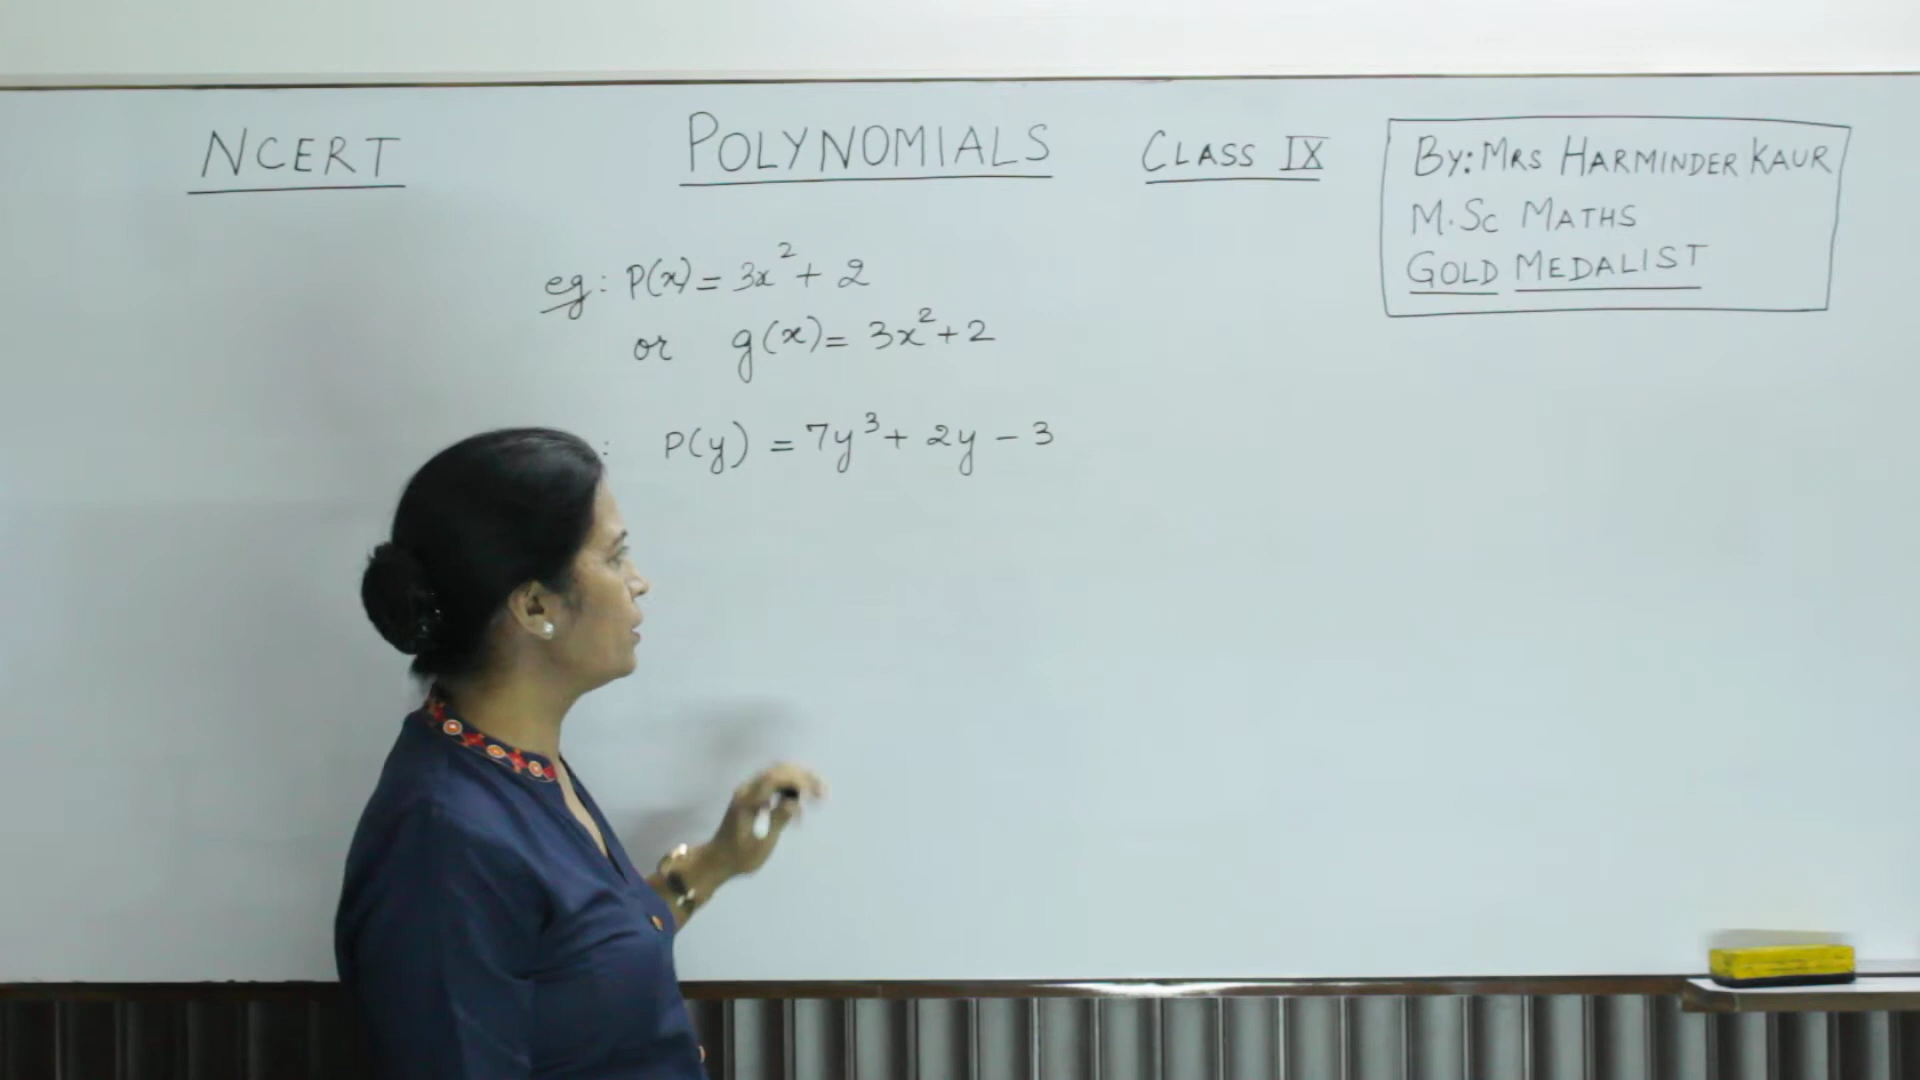 NCERT
POLYNOMIALS
CLASS IX
BY: MRS HARMINDER KAUR
M.SC MATHS
GOLD MEDALIST
eg: P(x) = 3x² + 2
or g(x) = 3x² + 2
: P(y) = 7y³ + 2y - 3